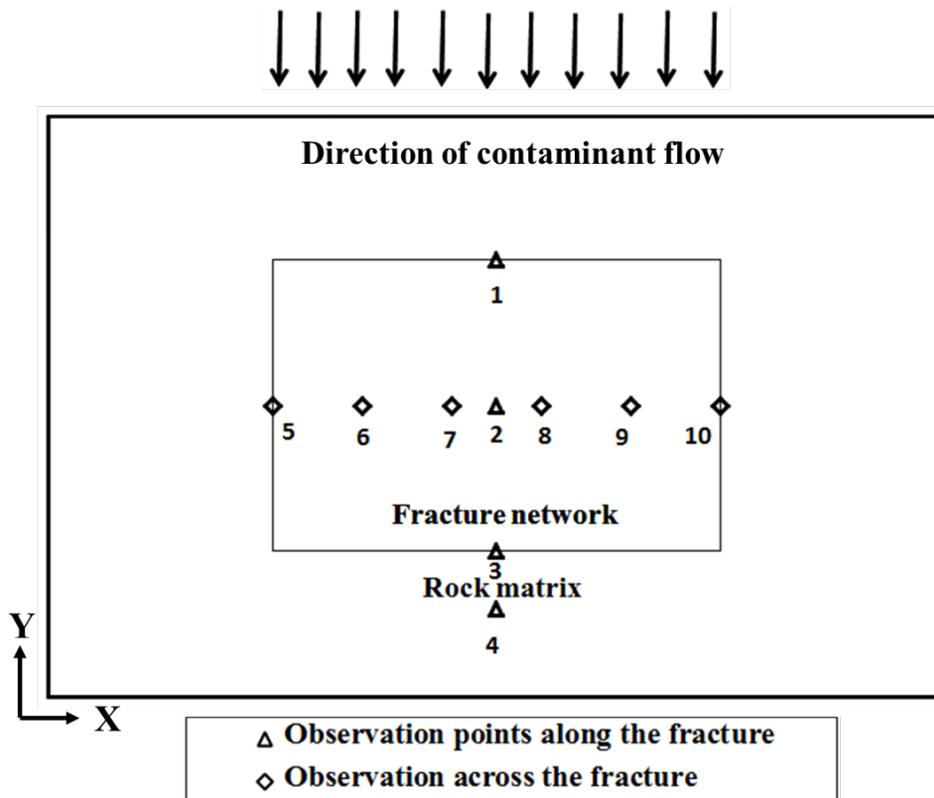 Direction of contaminant flow
1
5
6
7
2
8
9
10
Fracture network
3
Rock matrix
4
Y
X
Observation points along the fracture
Observation across the fracture